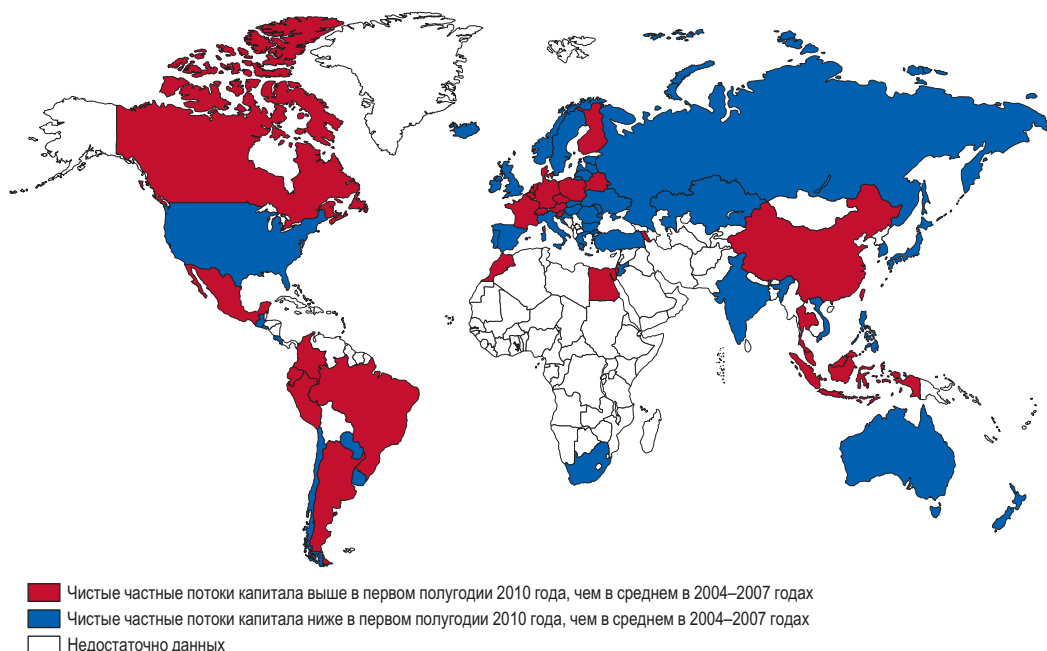 Чистые частные потоки капитала выше в первом полугодии 2010 года, чем в среднем в 2004–2007 годах
Чистые частные потоки капитала ниже в первом полугодии 2010 года, чем в среднем в 2004–2007 годах
Недостаточно данных